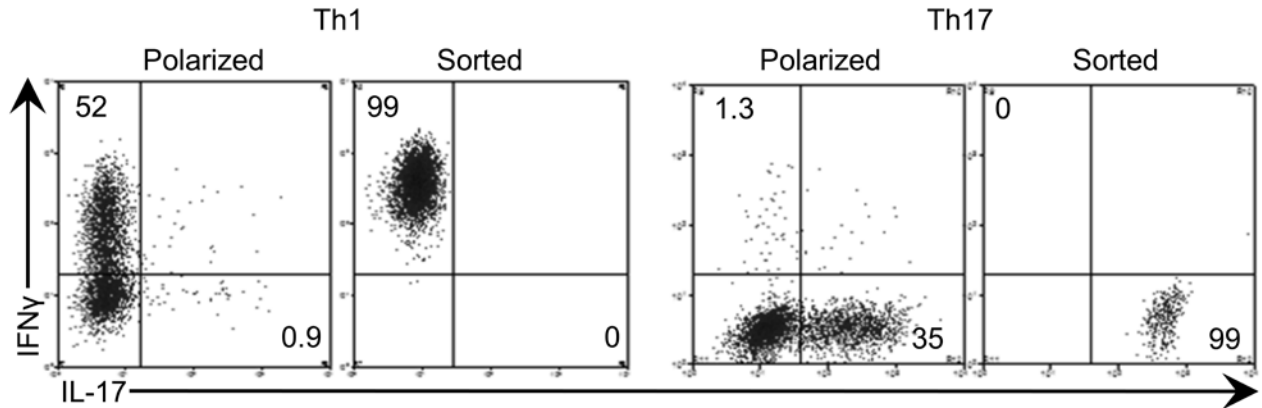 Th1 Th17
Polarized Sorted Polarized Sorted
52 99 1.3 0
0.9 0 35 99
IFNγ
IL-17